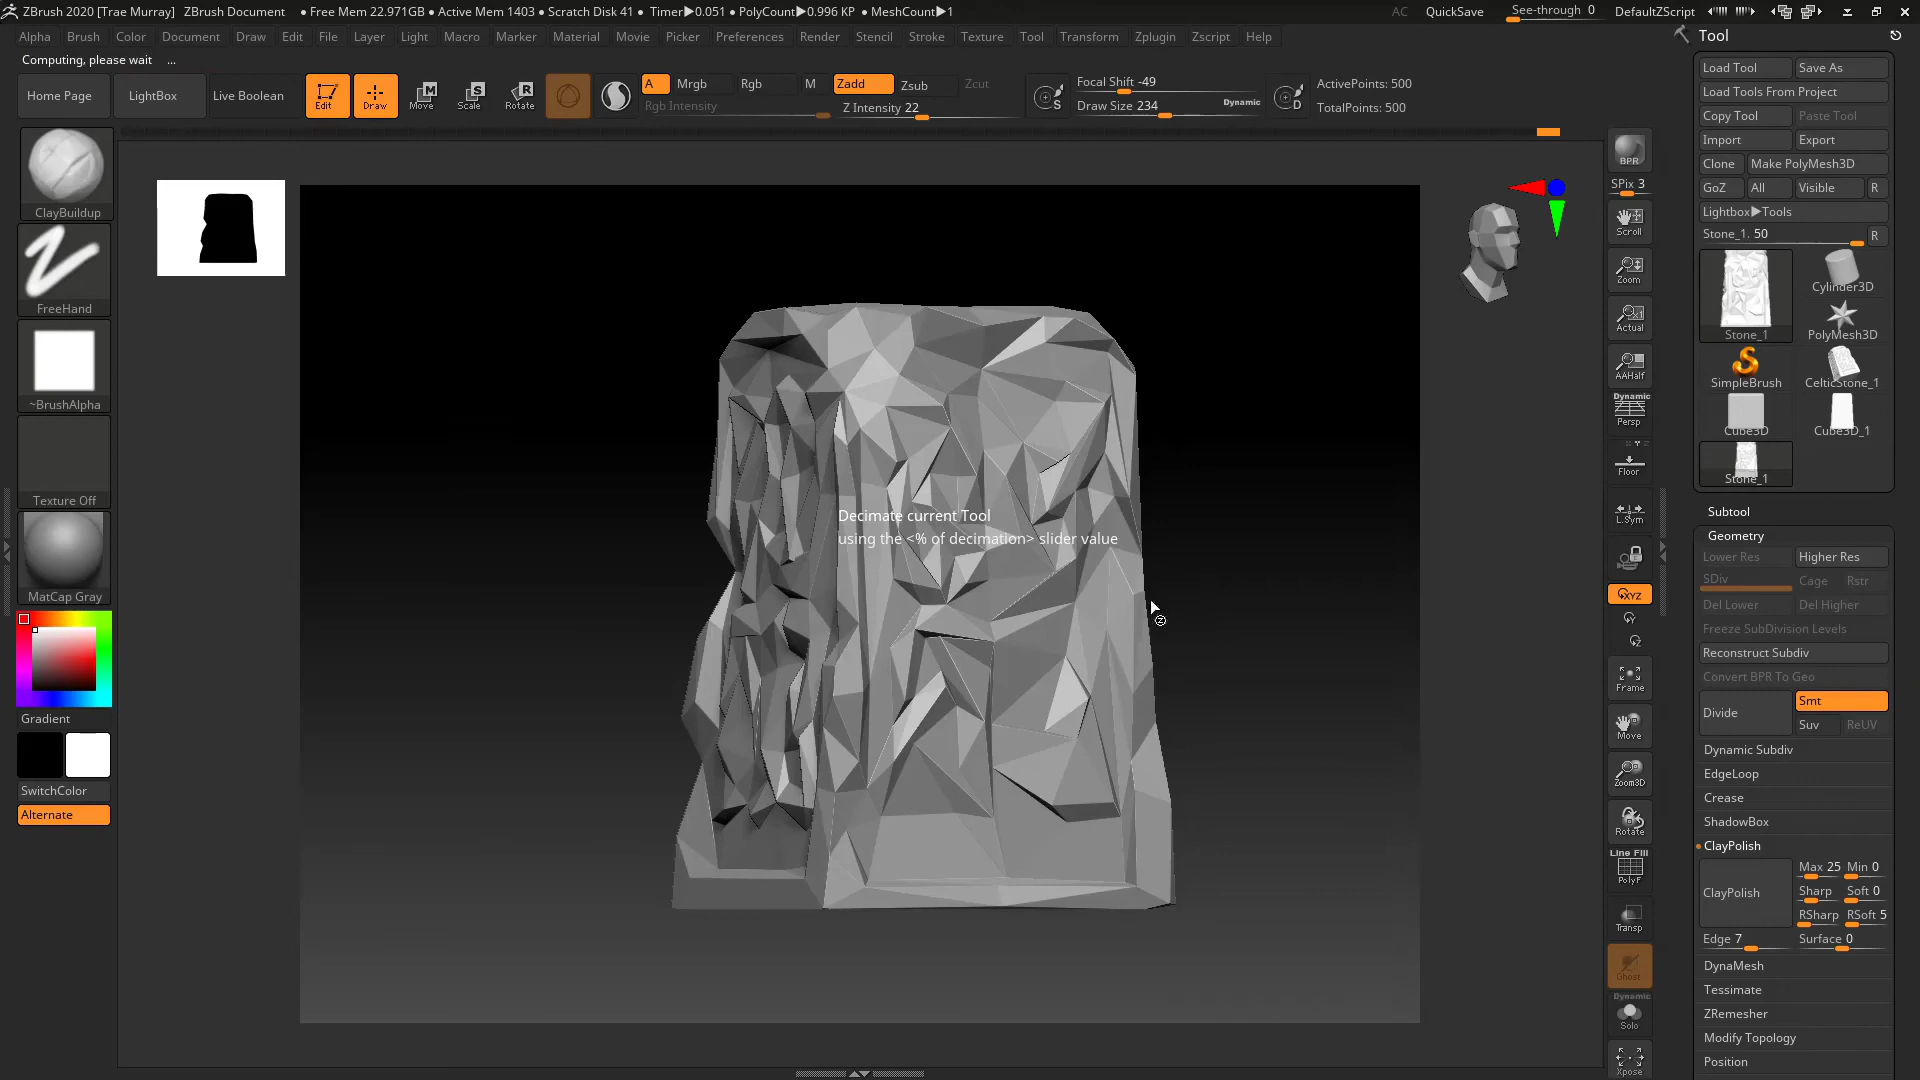 ZBrush 2020 [Trae Murray] ZBrush Document • Free Mem 22.971GB • Active Mem 1403 • Scratch Disk 41 • Timer▶0.051 • PolyCount▶0.996 KP • MeshCount▶1 AC QuickSave See-through 0 DefaultZScript
Alpha Brush Color Document Draw Edit File Layer Light Macro Marker Material Movie Picker Preferences Render Stencil Stroke Texture Tool Transform Zplugin Zscript Help
Computing, please wait ...
Home Page LightBox Live Boolean Edit Draw Move Scale Rotate
A Mrgb Rgb M Zadd Zsub Zcut
Rgb Intensity Z Intensity 22
Focal Shift -49
Draw Size 234 Dynamic
ActivePoints: 500
TotalPoints: 500
ClayBuildup
FreeHand
~BrushAlpha
Texture Off
MatCap Gray
Gradient
SwitchColor
Alternate
Decimate current Tool
using the <% of decimation> slider value
BPR
SPix 3
Scroll
Zoom
Actual
AAHalf
Dynamic
Persp
Floor
L.Sym
XYZ
Frame
Move
Zoom3D
Rotate
Line Fill
PolyF
Transp
Ghost
Dynamic
Solo
Xpose
Tool
Load Tool Save As
Load Tools From Project
Copy Tool Paste Tool
Import Export
Clone Make PolyMesh3D
GoZ All Visible R
Lightbox▶Tools
Stone_1. 50 R
Stone_1 Cylinder3D
PolyMesh3D
SimpleBrush CelticStone_1
Cube3D Cube3D_1
Stone_1
Subtool
Geometry
Lower Res Higher Res
SDiv Cage Rstr
Del Lower Del Higher
Freeze SubDivision Levels
Reconstruct Subdiv
Convert BPR To Geo
Divide Smt
Suv ReUV
Dynamic Subdiv
EdgeLoop
Crease
ShadowBox
ClayPolish
ClayPolish Max 25 Min 0
Sharp Soft 0
RSharp RSoft 5
Edge 7 Surface 0
DynaMesh
Tessimate
ZRemesher
Modify Topology
Position